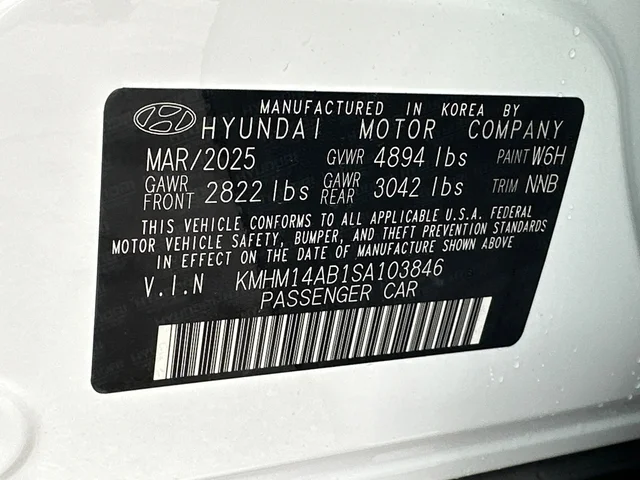 MANUFACTURED IN KOREA BY
HYUNDAI MOTOR COMPANY
MAR/2025 GVWR 4894 lbs PAINT W6H
GAWR FRONT 2822 lbs GAWR REAR 3042 lbs TRIM NNB
THIS VEHICLE CONFORMS TO ALL APPLICABLE U.S.A. FEDERAL
MOTOR VEHICLE SAFETY, BUMPER, AND THEFT PREVENTION STANDARDS
IN EFFECT ON THE DATE OF MANUFACTURE SHOWN ABOVE
V.I.N KMHM14AB1SA103846
PASSENGER CAR